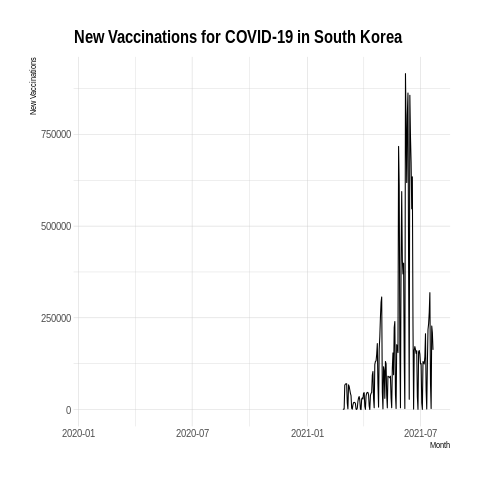 New Vaccinations for COVID-19 in South Korea
New Vaccinations
750000
500000
250000
0
2020-01 2020-07 2021-01 2021-07
Month